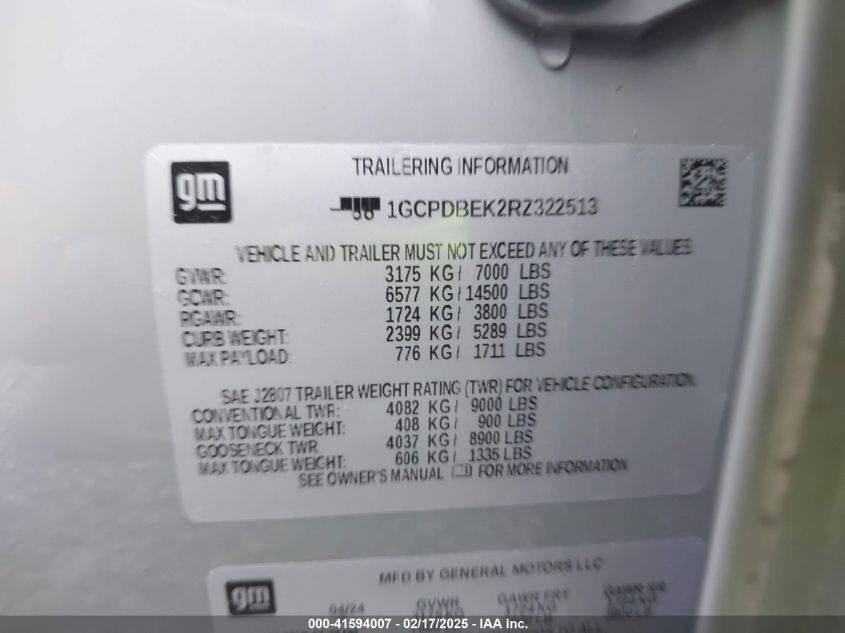 gm
TRAILERING INFORMATION
1GCPDBEK2RZ322513
VEHICLE AND TRAILER MUST NOT EXCEED ANY OF THESE VALUES
GVWR: 3175 KG/ 7000 LBS
GCWR: 6577 KG/14500 LBS
RGAWR: 1724 KG/ 3800 LBS
CURB WEIGHT: 2399 KG/ 5289 LBS
MAX PAYLOAD: 776 KG/ 1711 LBS
SAE J2807 TRAILER WEIGHT RATING (TWR) FOR VEHICLE CONFIGURATION.
CONVENTIONAL TWR: 4082 KG/ 9000 LBS
MAX TONGUE WEIGHT: 408 KG/ 900 LBS
GOOSENECK TWR 4037 KG/ 8900 LBS
MAX TONGUE WEIGHT: 606 KG/ 1335 LBS
SEE OWNER'S MANUAL FOR MORE INFORMATION
gm
MFD BY GENERAL MOTORS LLC
04/24 GVWR GAWR FRT GAWR RR
000-41594007 - 02/17/2025 - IAAI.com